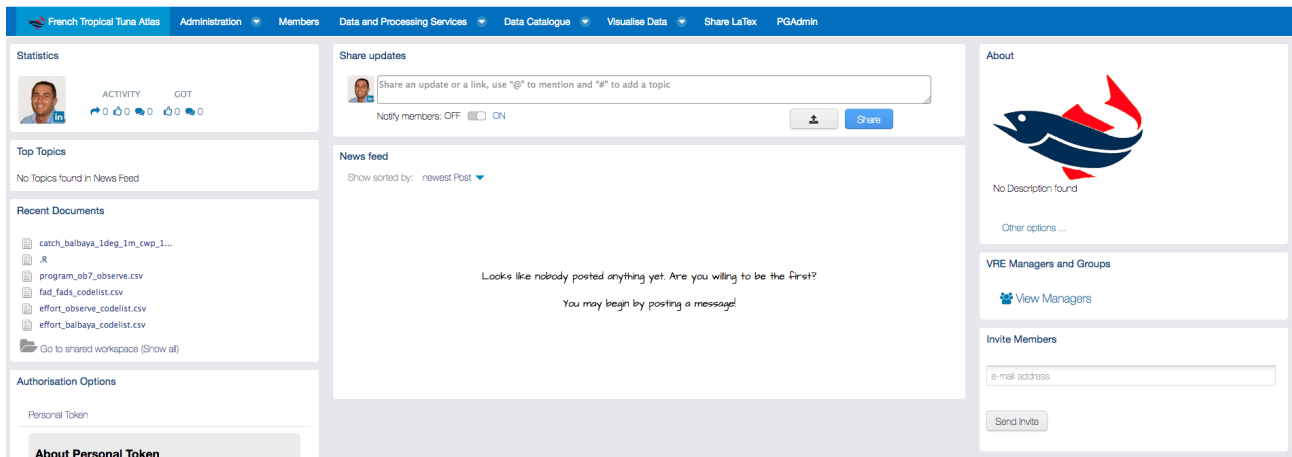 French Tropical Tuna Atlas Administration Members Data and Processing Services Data Catalogue Visualise Data Share LaTex PGAdmin
Statistics
ACTIVITY GOT
0 0 0 0 0
in
Top Topics
No Topics found in News Feed
Recent Documents
catch_balbaya_1deg_1m_cwp_1...
.R
program_ob7_observe.csv
fad_fads_codelist.csv
effort_observe_codelist.csv
effort_balbaya_codelist.csv
Go to shared workspace (Show all)
Authorisation Options
Personal Token
About Personal Token
Share updates
Share an update or a link, use "@" to mention and "#" to add a topic
in
Notify members: OFF ON
Share
News feed
Show sorted by: newest Post
Looks like nobody posted anything yet. Are you willing to be the first?
You may begin by posting a message!
About
No Description found
Other options ...
VRE Managers and Groups
View Managers
Invite Members
e-mail address
Send Invite